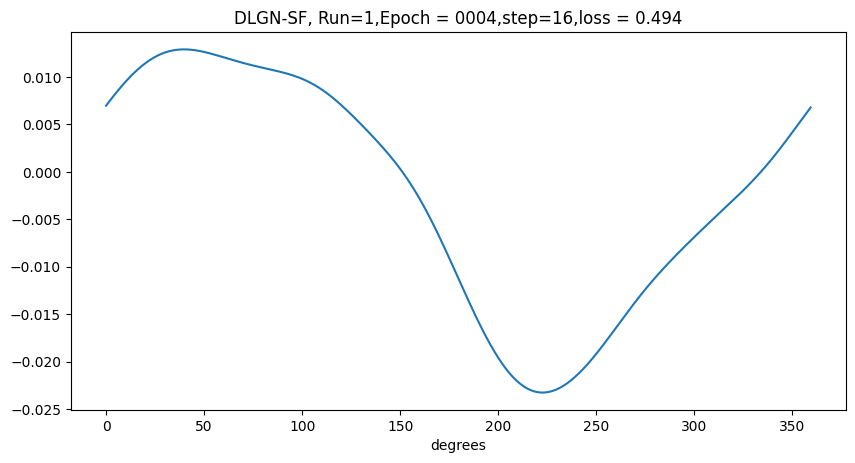 DLGN-SF, Run=1,Epoch = 0004,step=16,loss = 0.494
0.010
0.005
0.000
−0.005
−0.010
−0.015
−0.020
−0.025
0 50 100 150 200 250 300 350
degrees